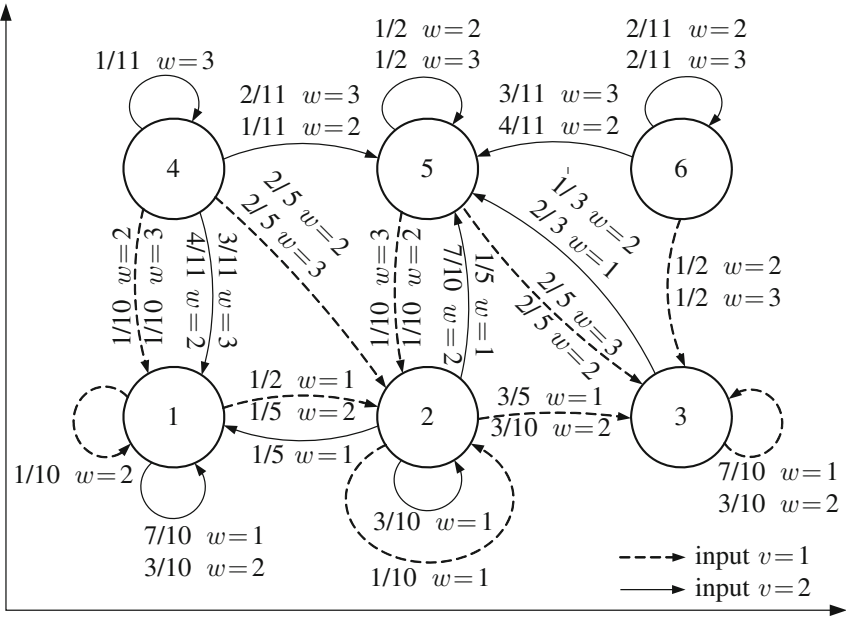 1/11 w=3
2/11 w=3
1/11 w=2
1/2 w=2
1/2 w=3
3/11 w=3
4/11 w=2
2/11 w=2
2/11 w=3
4
5
6
1/10 w=2
1/10 w=3
4/11 w=2
3/11 w=3
2/5 w=2
2/5 w=3
1/10 w=3
1/10 w=2
7/10 w=2
1/5 w=1
1/3 w=2
2/3 w=1
2/5 w=3
2/5 w=2
1/2 w=2
1/2 w=3
1
2
3
1/2 w=1
1/5 w=2
1/5 w=1
3/5 w=1
3/10 w=2
1/10 w=2
7/10 w=1
3/10 w=2
3/10 w=1
1/10 w=1
7/10 w=1
3/10 w=2
input v=1
input v=2